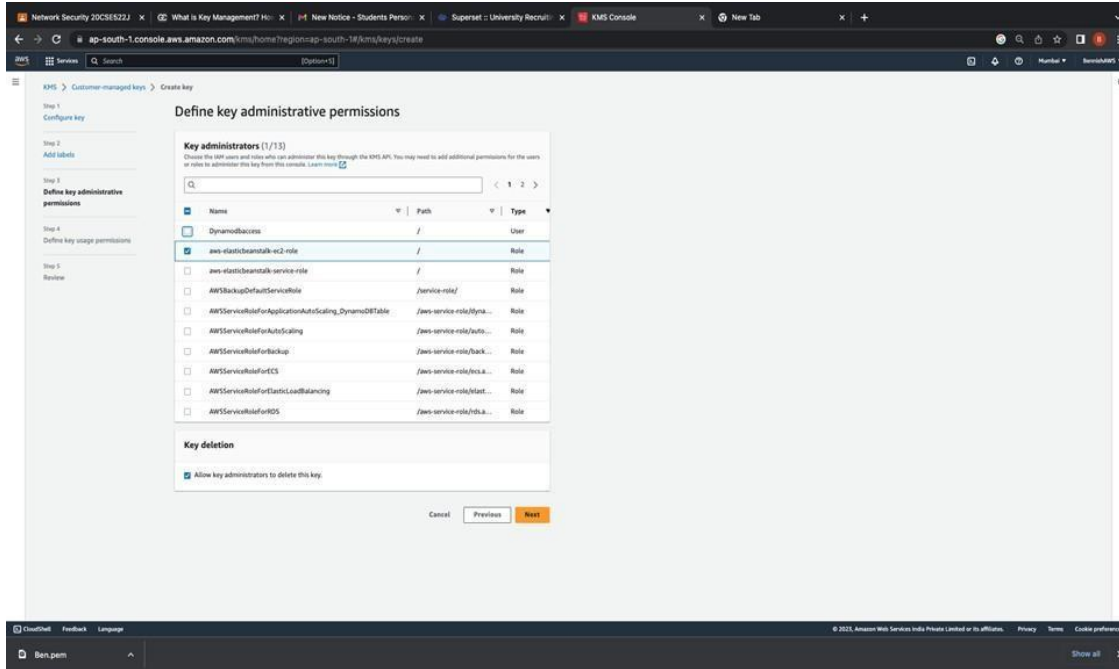 Network Security 20CSE522J
What is Key Management? Ho
New Notice - Students Person
Superset :: University Recruit
KMS Console
New Tab
ap-south-1.console.aws.amazon.com/kms/home?region=ap-south-1#/kms/keys/create
aws
Services
Search
[Option+S]
Mumbai
BennishAWS
KMS > Customer-managed keys > Create key
Step 1
Configure key
Step 2
Add labels
Step 3
Define key administrative
permissions
Step 4
Define key usage permissions
Step 5
Review
Define key administrative permissions
Key administrators (1/13)
Choose the IAM users and roles who can administer this key through the KMS API. You may need to add additional permissions for the users
or roles to administer this key from this console. Learn more
< 1 2 >
Name Path Type
Dynamodbaccess / User
aws-elasticbeanstalk-ec2-role / Role
aws-elasticbeanstalk-service-role / Role
AWSBackupDefaultServiceRole /service-role/ Role
AWSServiceRoleForApplicationAutoScaling_DynamoDBTable /aws-service-role/dyna... Role
AWSServiceRoleForAutoScaling /aws-service-role/auto... Role
AWSServiceRoleForBackup /aws-service-role/back... Role
AWSServiceRoleForECS /aws-service-role/ecs.a... Role
AWSServiceRoleForElasticLoadBalancing /aws-service-role/elast... Role
AWSServiceRoleForRDS /aws-service-role/rds.a... Role
Key deletion
Allow key administrators to delete this key.
Cancel Previous Next
CloudShell Feedback Language
© 2023, Amazon Web Services India Private Limited or its affiliates. Privacy Terms Cookie preferenc
Ben.pem
Show all